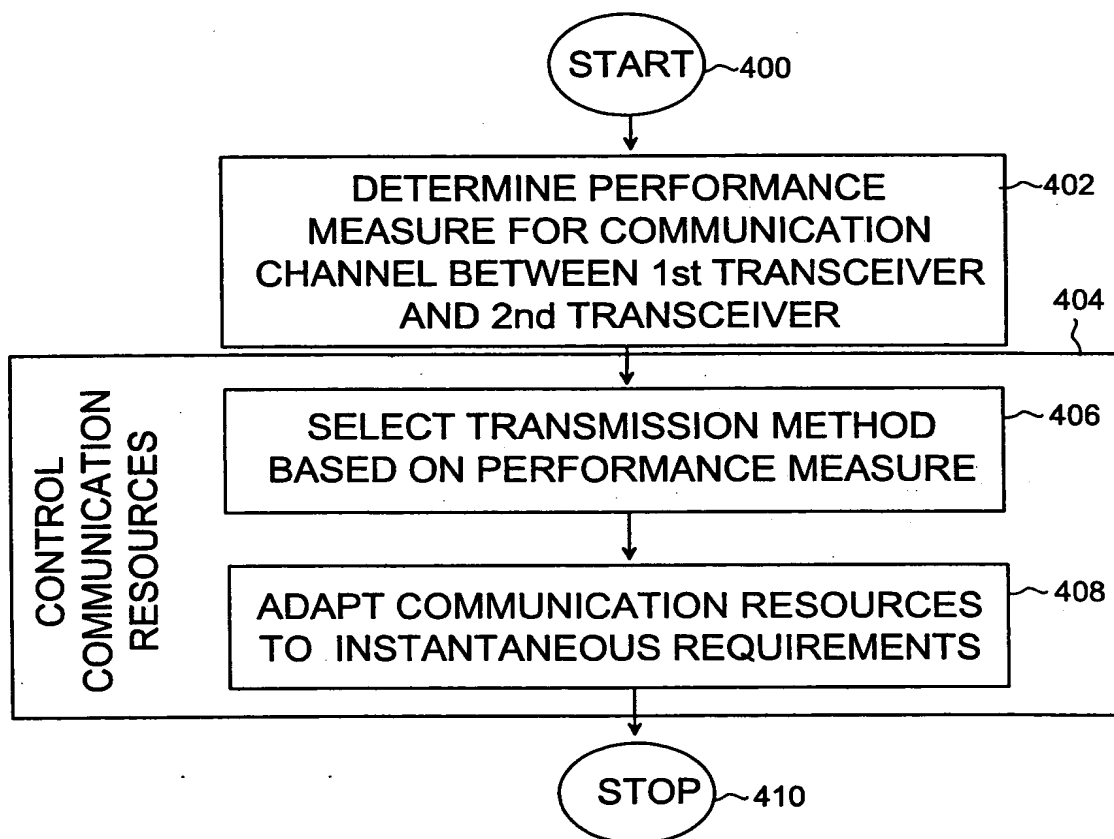 START
400
DETERMINE PERFORMANCE
MEASURE FOR COMMUNICATION
CHANNEL BETWEEN 1st TRANSCEIVER
AND 2nd TRANSCEIVER
402
404
CONTROL
COMMUNICATION
RESOURCES
SELECT TRANSMISSION METHOD
BASED ON PERFORMANCE MEASURE
406
ADAPT COMMUNICATION RESOURCES
TO INSTANTANEOUS REQUIREMENTS
408
STOP
410